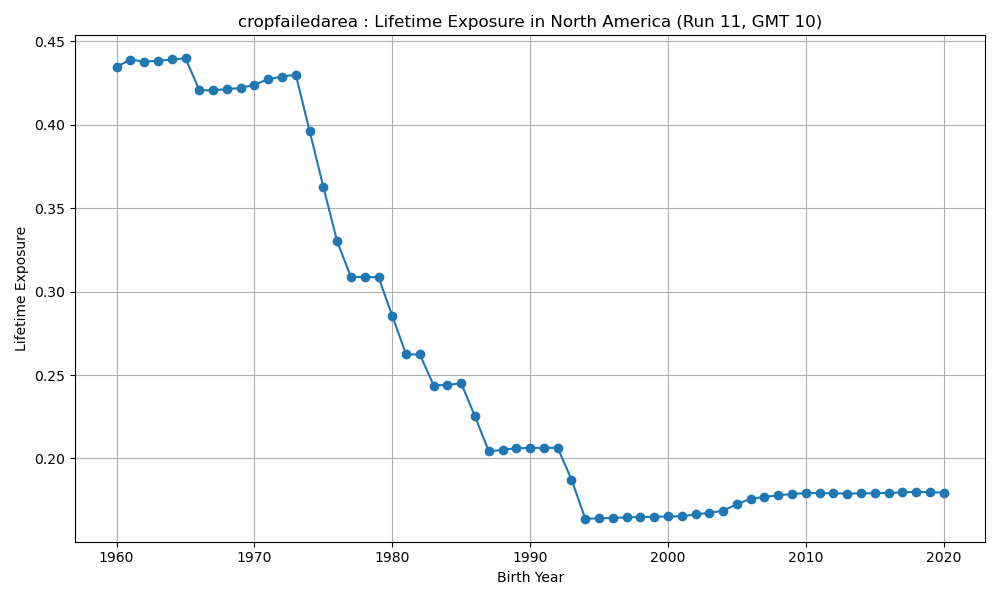 cropfailedarea : Lifetime Exposure in North America (Run 11, GMT 10)
0.45
0.40
0.35
0.30
0.25
0.20
Lifetime Exposure
1960 1970 1980 1990 2000 2010 2020
Birth Year